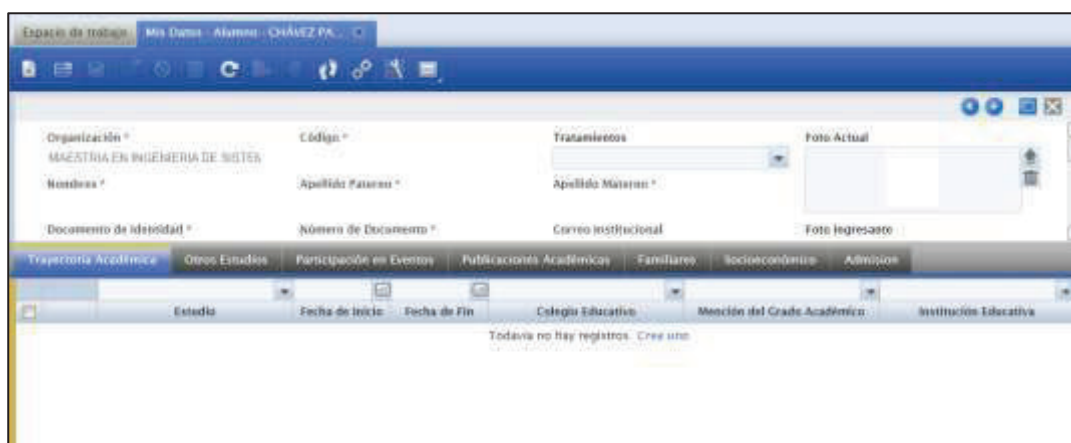 Espacio de trabajo Mis Datos - Alumno - CHÁVEZ PA...
Organización * Código * Tratamientos Foto Actual
MAESTRIA EN INGENIERIA DE SISTEM
Nombres * Apellido Paterno * Apellido Materno *
Documento de Identidad * Número de Documento * Correo Institucional Foto Ingresante
Trayectoria Académica Otros Estudios Participación en Eventos Publicaciones Académicas Familiares Socioeconómico Admision
Estudio Fecha de Inicio Fecha de Fin Colegio Educativo Mención del Grado Académico Institución Educativa
Todavía no hay registros. Cree uno